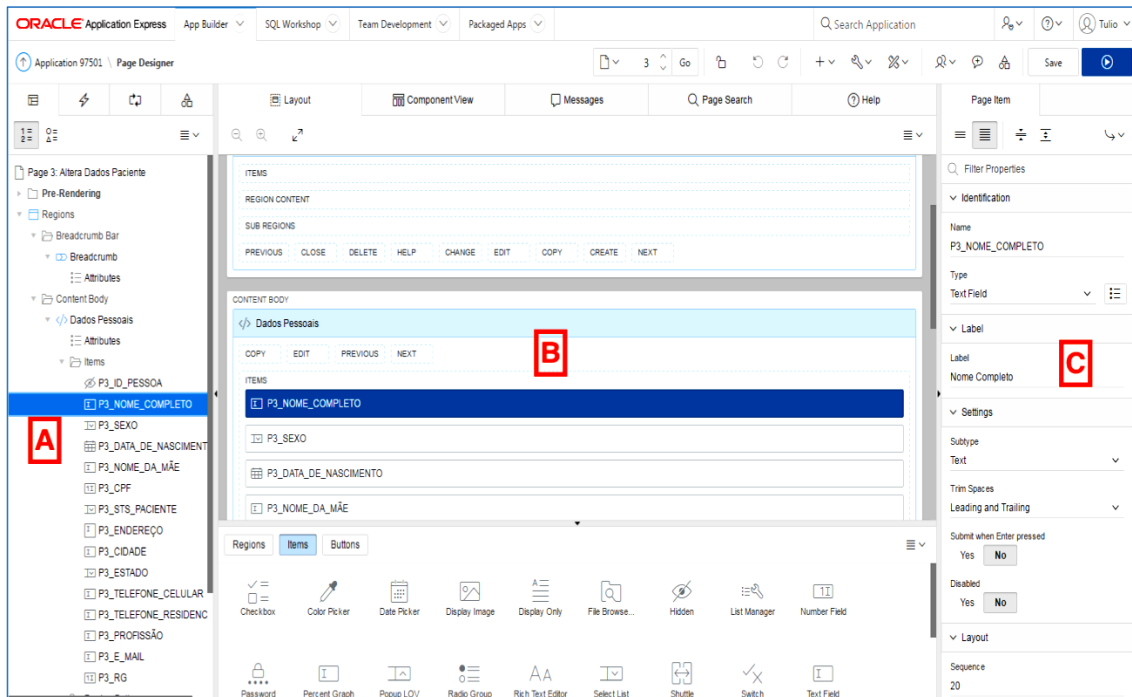 ORACLE Application Express App Builder SQL Workshop Team Development Packaged Apps Search Application Tulio
Application 97501 \ Page Designer 3 Go Save
Layout Component View Messages Page Search Help Page Item
Page 3: Altera Dados Paciente
Pre-Rendering
Regions
Breadcrumb Bar
Breadcrumb
Attributes
Content Body
Dados Pessoais
Attributes
Items
P3_ID_PESSOA
P3_NOME_COMPLETO
P3_SEXO
P3_DATA_DE_NASCIMENT
P3_NOME_DA_MÃE
P3_CPF
P3_STS_PACIENTE
P3_ENDEREÇO
P3_CIDADE
P3_ESTADO
P3_TELEFONE_CELULAR
P3_TELEFONE_RESIDENC
P3_PROFISSÃO
P3_E_MAIL
P3_RG
A
ITEMS
REGION CONTENT
SUB REGIONS
PREVIOUS CLOSE DELETE HELP CHANGE EDIT COPY CREATE NEXT
CONTENT BODY
</> Dados Pessoais
B
COPY EDIT PREVIOUS NEXT
ITEMS
P3_NOME_COMPLETO
P3_SEXO
P3_DATA_DE_NASCIMENTO
P3_NOME_DA_MÃE
Regions Items Buttons
Checkbox Color Picker Date Picker Display Image Display Only File Browse... Hidden List Manager Number Field
Password Percent Graph Popup LOV Radio Group Rich Text Editor Select List Shuttle Switch Text Field
Filter Properties
Identification
Name
P3_NOME_COMPLETO
Type
Text Field
Label
Label
Nome Completo
C
Settings
Subtype
Text
Trim Spaces
Leading and Trailing
Submit when Enter pressed
Yes No
Disabled
Yes No
Layout
Sequence
20